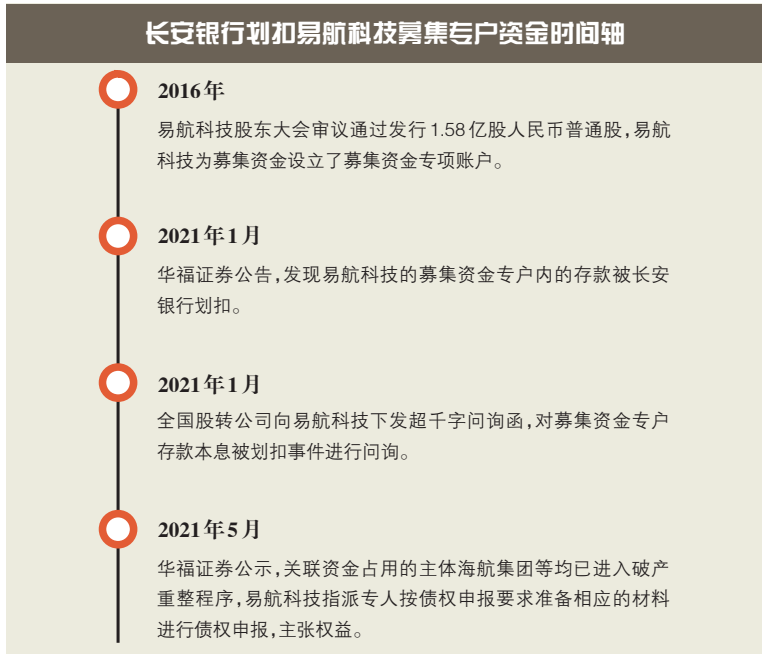 长安银行划扣易航科技募集专户资金时间轴
2016年
易航科技股东大会审议通过发行1.58亿股人民币普通股,易航
科技为募集资金设立了募集资金专项账户。
2021年1月
华福证券公告,发现易航科技的募集资金专户内的存款被长安
银行划扣。
2021年1月
全国股转公司向易航科技下发超千字问询函,对募集资金专户
存款本息被划扣事件进行问询。
2021年5月
华福证券公示,关联资金占用的主体海航集团等均已进入破产
重整程序,易航科技指派专人按债权申报要求准备相应的材料
进行债权申报,主张权益。